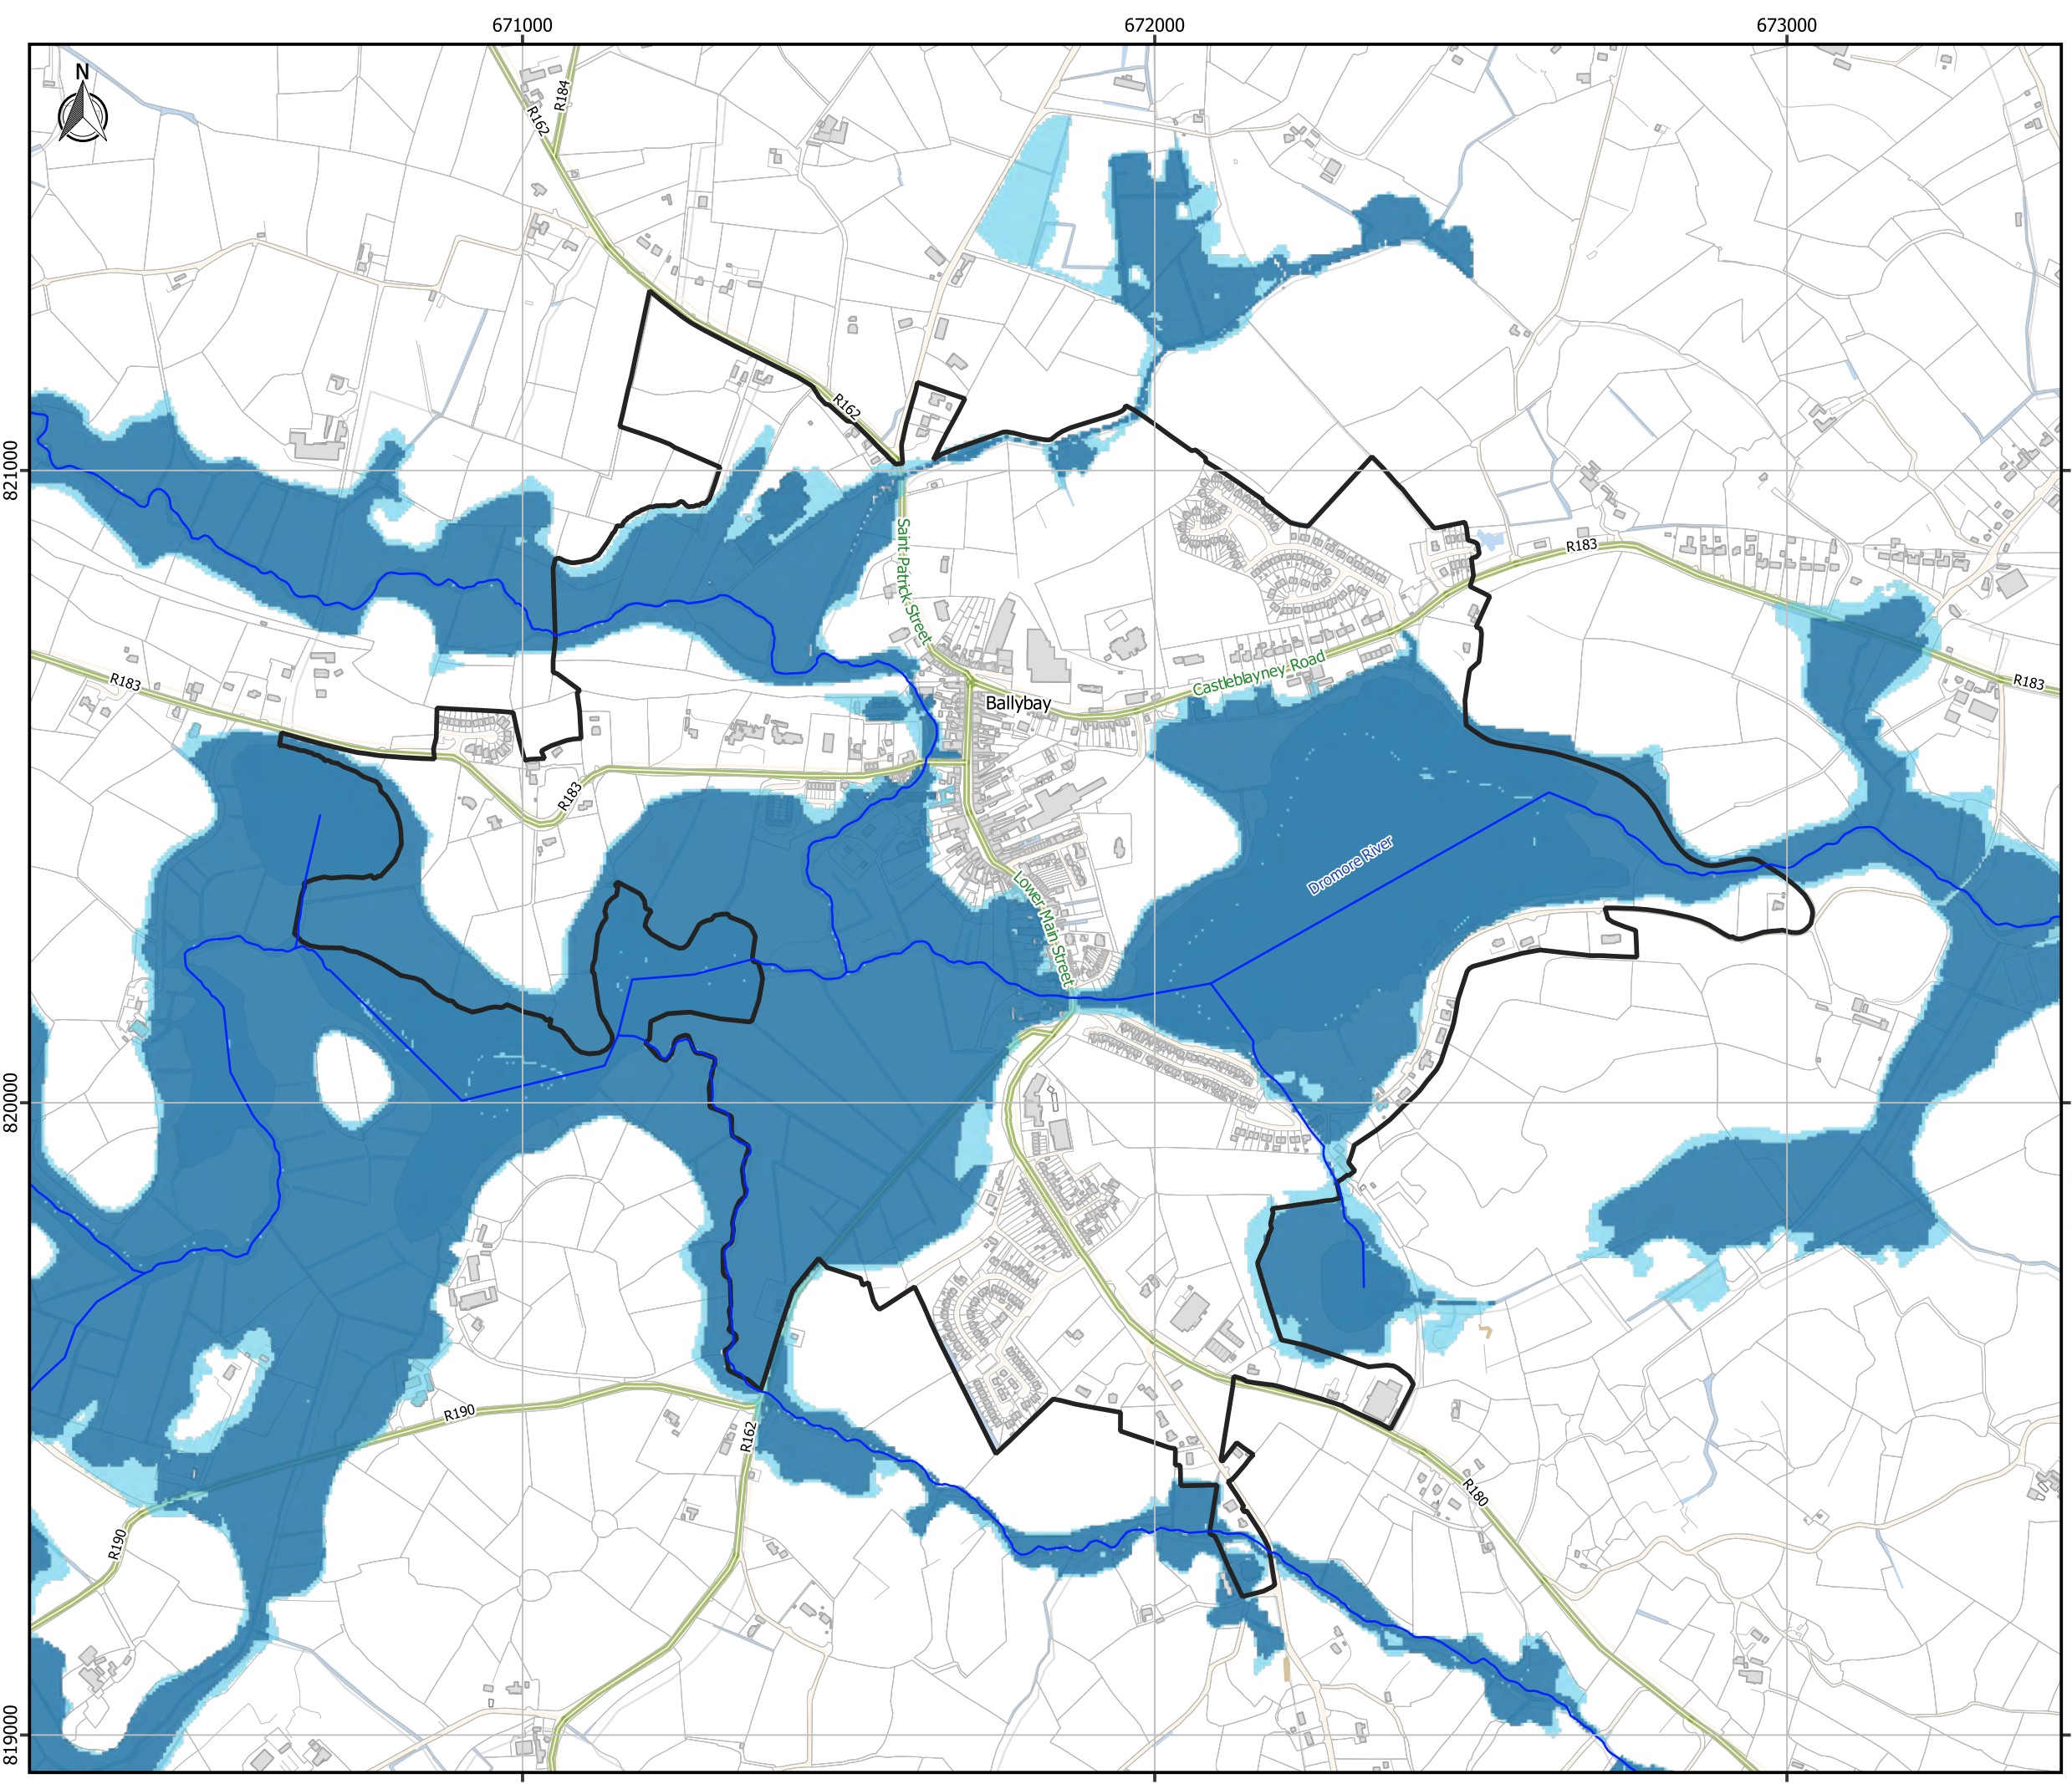 671000
672000
673000
N
R184
R162
821000
R162
Saint Patrick Street
R183
R183
Castleblayney Road
R183
R183
Ballybay
R183
Dromore River
Lower Main Street
820000
R190
R162
R180
R190
819000